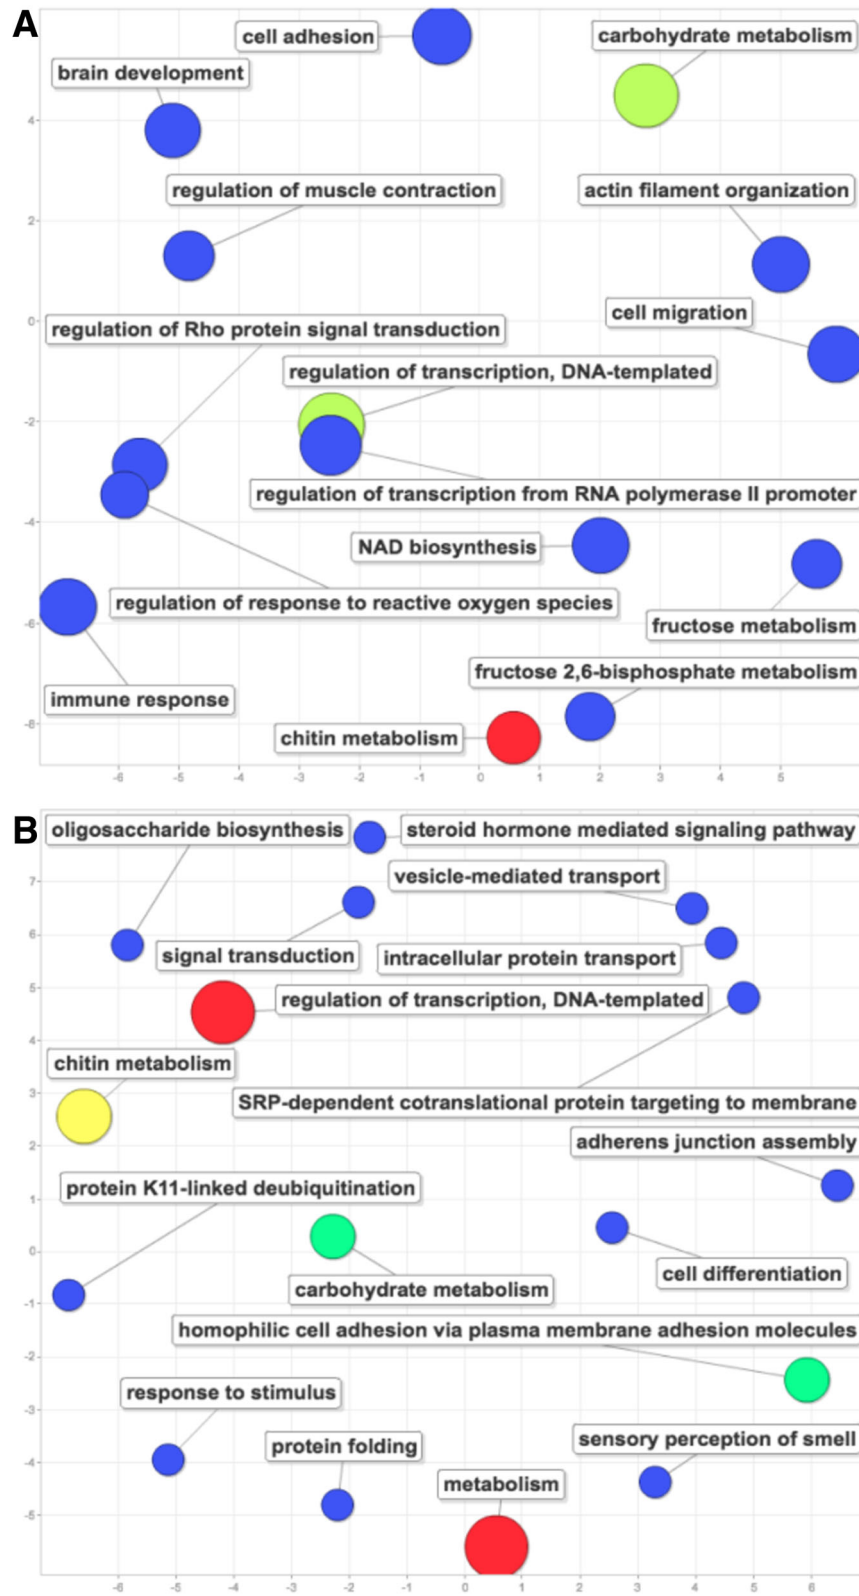 A
cell adhesion
carbohydrate metabolism
brain development
4
regulation of muscle contraction
actin filament organization
2
cell migration
0
regulation of Rho protein signal transduction
regulation of transcription, DNA-templated
-2
regulation of transcription from RNA polymerase II promoter
-4
NAD biosynthesis
regulation of response to reactive oxygen species
-6
fructose metabolism
fructose 2,6-bisphosphate metabolism
immune response
-8
chitin metabolism
-6 -5 -4 -3 -2 -1 0 1 2 3 4 5
B
oligosaccharide biosynthesis
steroid hormone mediated signaling pathway
7
vesicle-mediated transport
6
signal transduction
intracellular protein transport
5
regulation of transcription, DNA-templated
4
chitin metabolism
3
SRP-dependent cotranslational protein targeting to membrane
2
adherens junction assembly
protein K11-linked deubiquitination
1
0
cell differentiation
carbohydrate metabolism
-1
homophilic cell adhesion via plasma membrane adhesion molecules
-2
response to stimulus
-3
protein folding
sensory perception of smell
-4
metabolism
-5
-6 -5 -4 -3 -2 -1 0 1 2 3 4 5 6